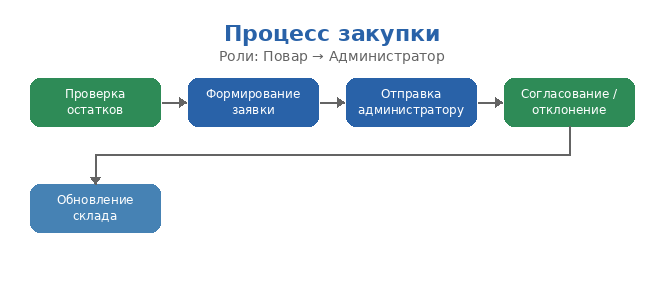 Процесс закупки
Роли: Повар → Администратор
Проверка
остатков
Формирование
заявки
Отправка
администратору
Согласование /
отклонение
Обновление
склада